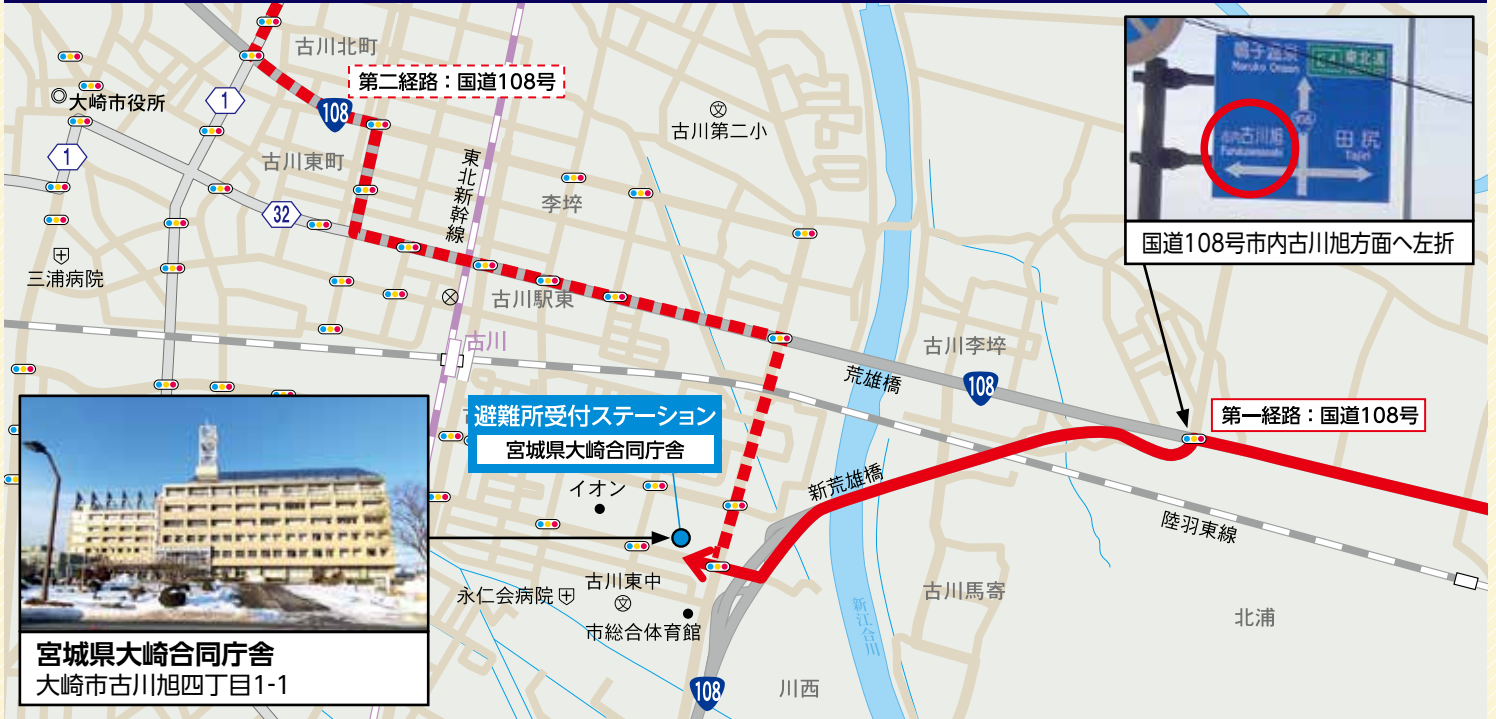 古川北町
第二経路：国道108号
大崎市役所
1
108
古川第二小
1
古川東町
東北新幹線
李埣
32
三浦病院
古川駅東
古川
鳴子温泉
Naruko Onsen
東北道
108
市内古川旭
Furukawaasahi
田尻
Tajiri
国道108号市内古川旭方面へ左折
古川李埣
荒雄橋
108
第一経路：国道108号
避難所受付ステーション
宮城県大崎合同庁舎
イオン
新荒雄橋
陸羽東線
古川東中
永仁会病院
市総合体育館
古川馬寄
新江合川
北浦
川西
108
宮城県大崎合同庁舎
大崎市古川旭四丁目1-1